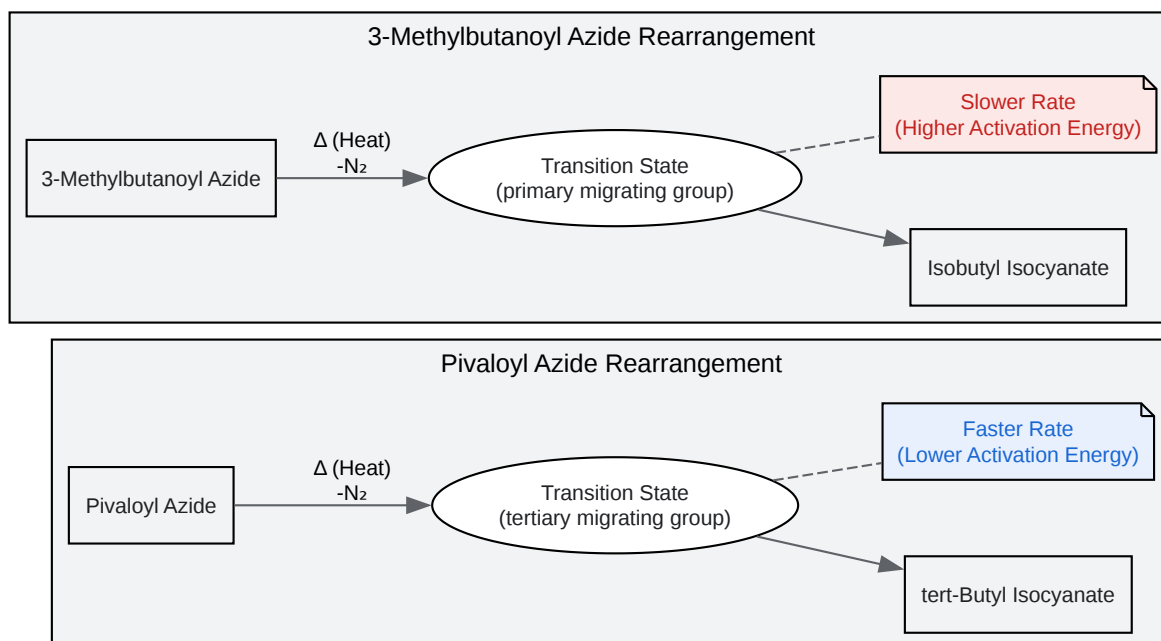 3-Methylbutanoyl Azide Rearrangement
Slower Rate
(Higher Activation Energy)
3-Methylbutanoyl Azide
Δ (Heat)
-N₂
Transition State
(primary migrating group)
Isobutyl Isocyanate
Pivaloyl Azide Rearrangement
Faster Rate
(Lower Activation Energy)
Pivaloyl Azide
Δ (Heat)
-N₂
Transition State
(tertiary migrating group)
tert-Butyl Isocyanate